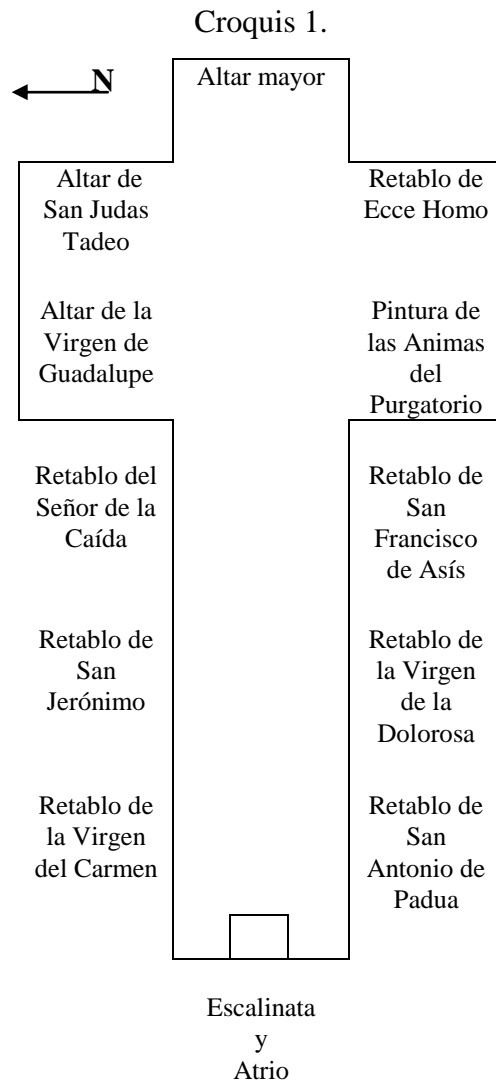 Croquis 1.
N
Altar mayor
Altar de
San Judas
Tadeo
Retablo de
Ecce Homo
Altar de la
Virgen de
Guadalupe
Pintura de
las Animas
del
Purgatorio
Retablo del
Señor de la
Caída
Retablo de
San
Francisco
de Asís
Retablo de
San
Jerónimo
Retablo de
la Virgen
de la
Dolorosa
Retablo de
la Virgen
del Carmen
Retablo de
San
Antonio de
Padua
Escalinata
y
Atrio